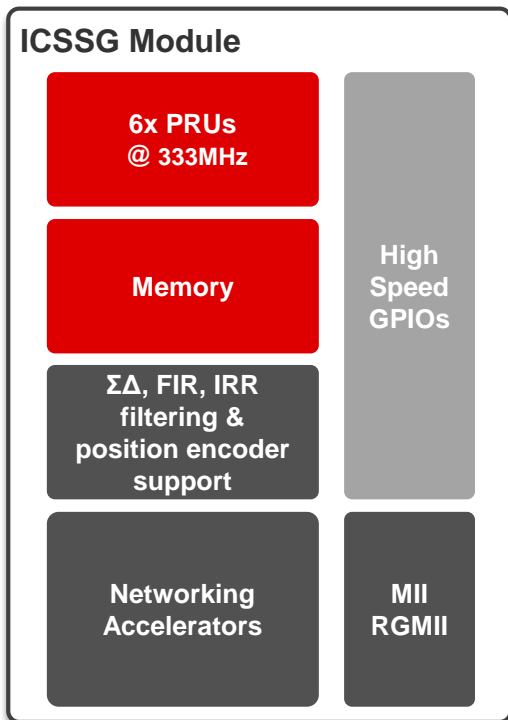 ICSSG Module
6x PRUs
@ 333MHz
Memory
High
Speed
GPIOs
ΣΔ, FIR, IRR
filtering &
position encoder
support
Networking
Accelerators
MII
RGMII